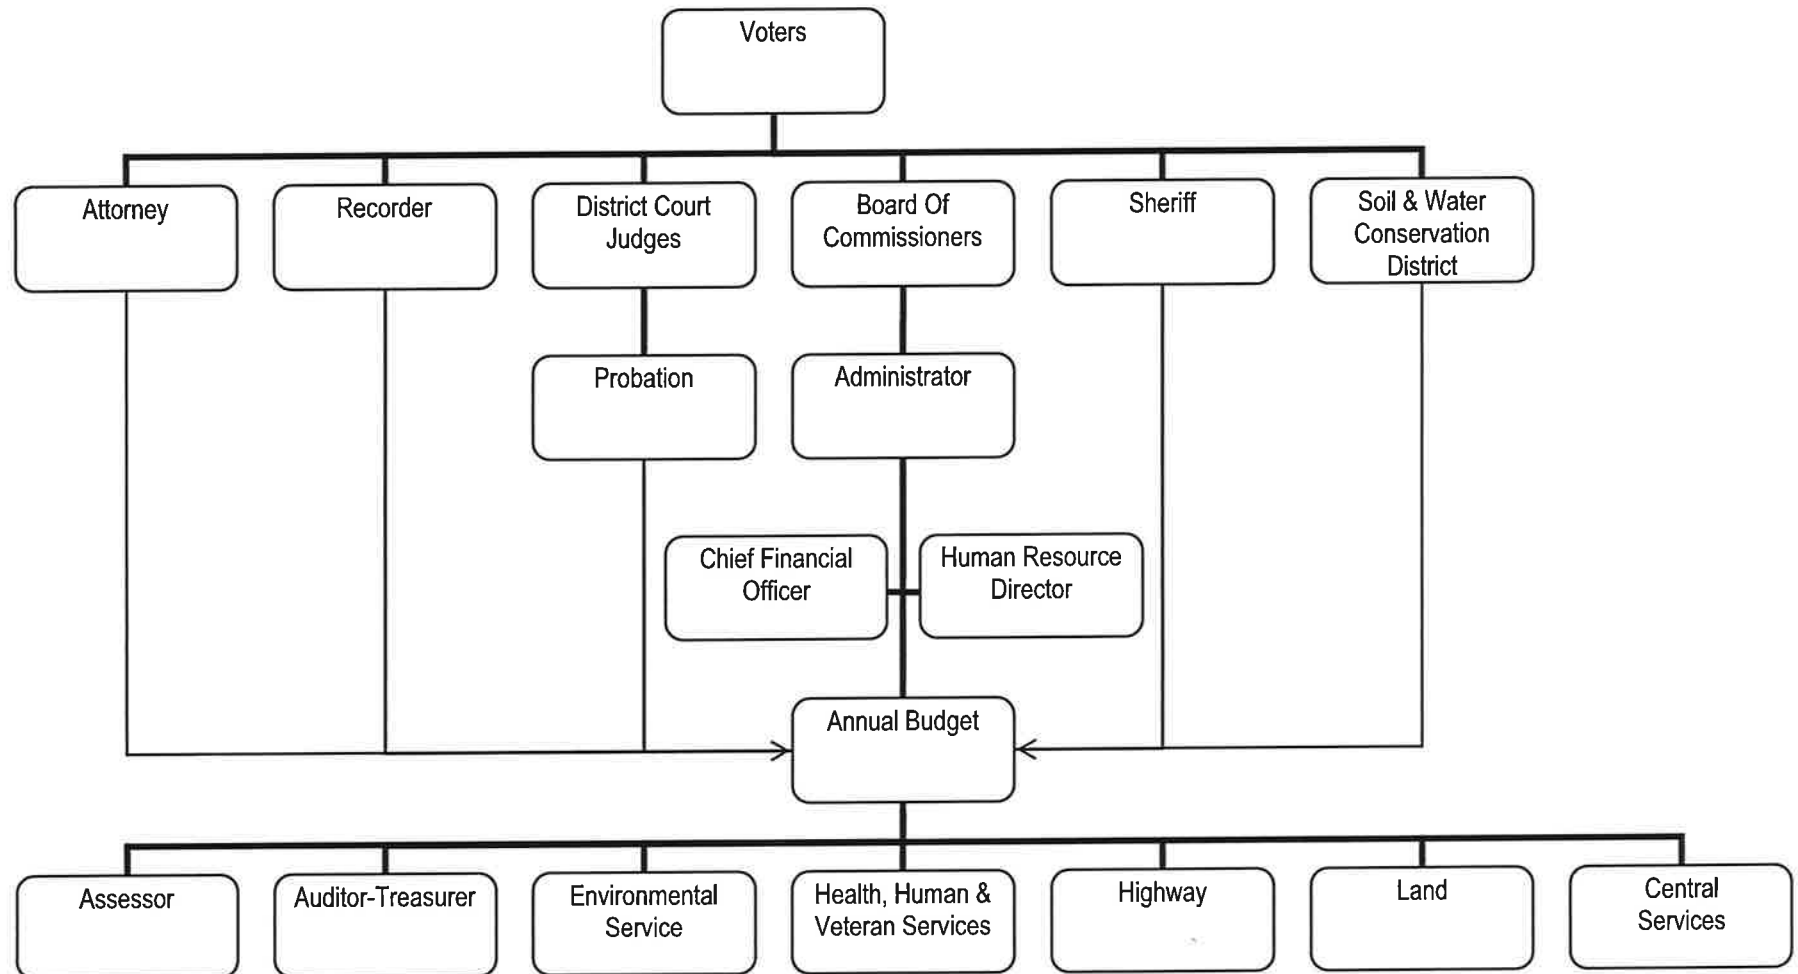 Voters
Attorney
Recorder
District Court
Judges
Board Of
Commissioners
Sheriff
Soil & Water
Conservation
District
Probation
Administrator
Chief Financial
Officer
Human Resource
Director
Annual Budget
Assessor
Auditor-Treasurer
Environmental
Service
Health, Human &
Veteran Services
Highway
Land
Central
Services